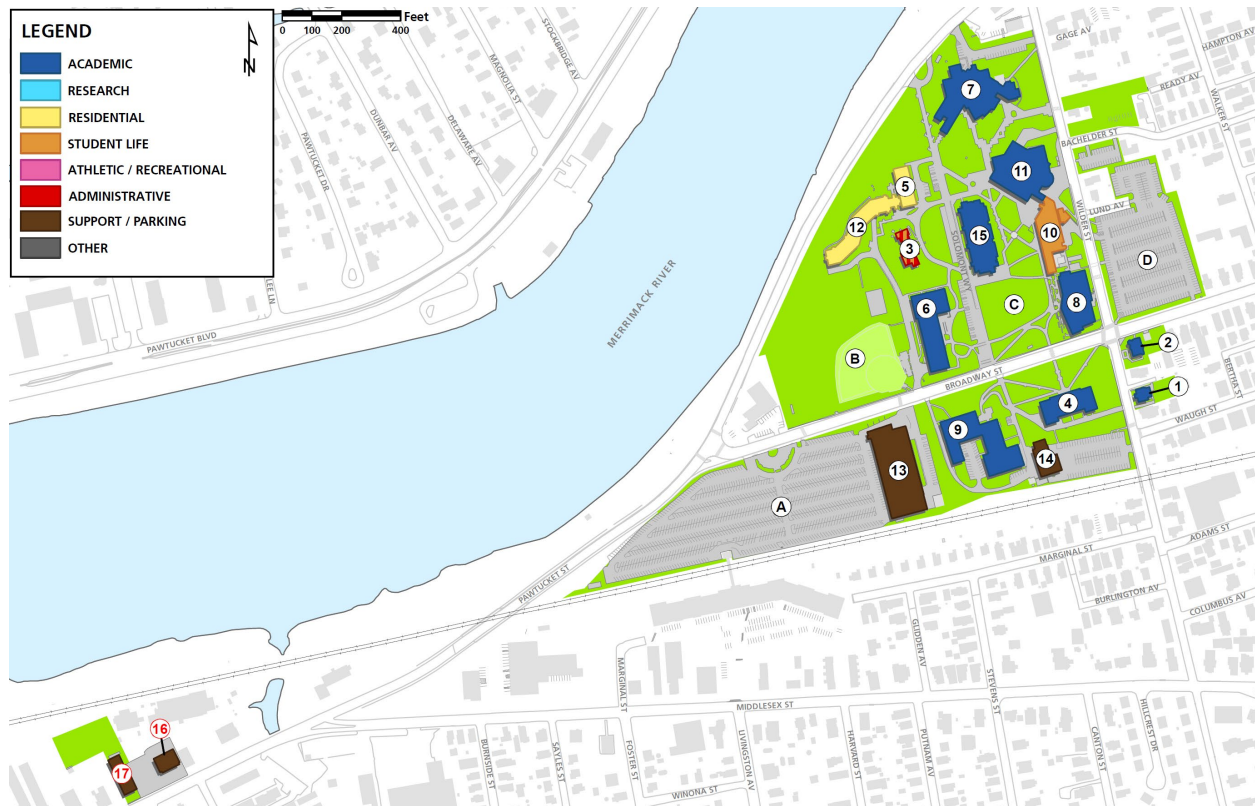 LEGEND
ACADEMIC
RESEARCH
RESIDENTIAL
STUDENT LIFE
ATHLETIC / RECREATIONAL
ADMINISTRATIVE
SUPPORT / PARKING
OTHER
N
Feet
0 100 200 400
STOCKBRIDGE AV
MAGNOLIA ST
DELAWARE AV
DUNBAR AV
PAWTUCKET DR
LEE LN
PAWTUCKET BLVD
MERRIMACK RIVER
GAGE AV
HAMPTON AV
READY AV
WALKER ST
BACHELDER ST
LUND AV
WILDER ST
SOLOMONT WY
BROADWAY ST
BERTHA ST
WAUGH ST
7
11
5
12
3
15
10
D
6
C
8
B
2
1
4
9
14
13
A
PAWTUCKET ST
MARGINAL ST
ADAMS ST
BURLINGTON AV
COLUMBUS AV
GLIDDEN AV
STEVENS ST
MARGINAL ST
MIDDLESEX ST
BURNSIDE ST
SAYLES ST
FOSTER ST
LIVINGSTON AV
HARVARD ST
PUTNAM AV
CANTON ST
HILLCREST DR
WINONA ST
16
17